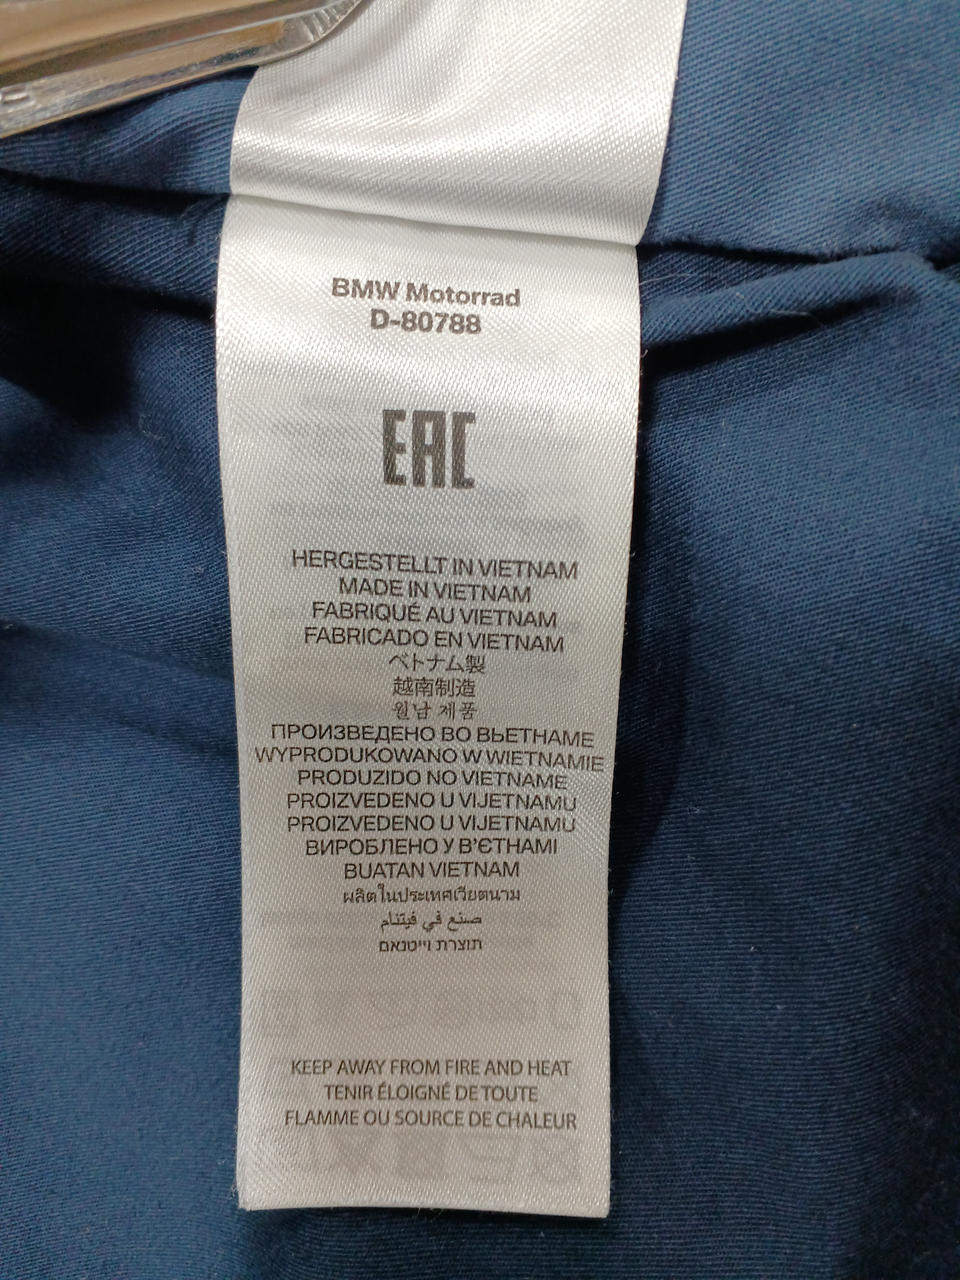 BMW Motorrad
D-80788
EAC
HERGESTELLT IN VIETNAM
MADE IN VIETNAM
FABRIQUÉ AU VIETNAM
FABRICADO EN VIETNAM
ベトナム製
越南制造
월남 제품
ПРОИЗВЕДЕНО ВО ВЬЕТНАМЕ
WYPRODUKOWANO W WIETNAMIE
PRODUZIDO NO VIETNAME
PROIZVEDENO U VIJETNAMU
PROIZVEDENO U VIJETNAMU
ВИРОБЛЕНО У В'ЄТНАМІ
BUATAN VIETNAM
ผลิตในประเทศเวียตนาม
صنع في فيتنام
תוצרת וייטנאם
KEEP AWAY FROM FIRE AND HEAT
TENIR ÉLOIGNÉ DE TOUTE
FLAMME OU SOURCE DE CHALEUR